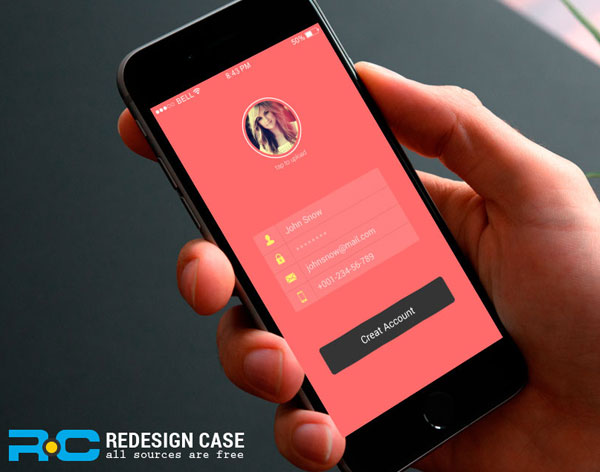 BELL 8:43 PM 50%
Tap to upload
John Snow
********
johnsnow@mail.com
+001-234-56-789
Creat Account
RC REDESIGN CASE
all sources are free